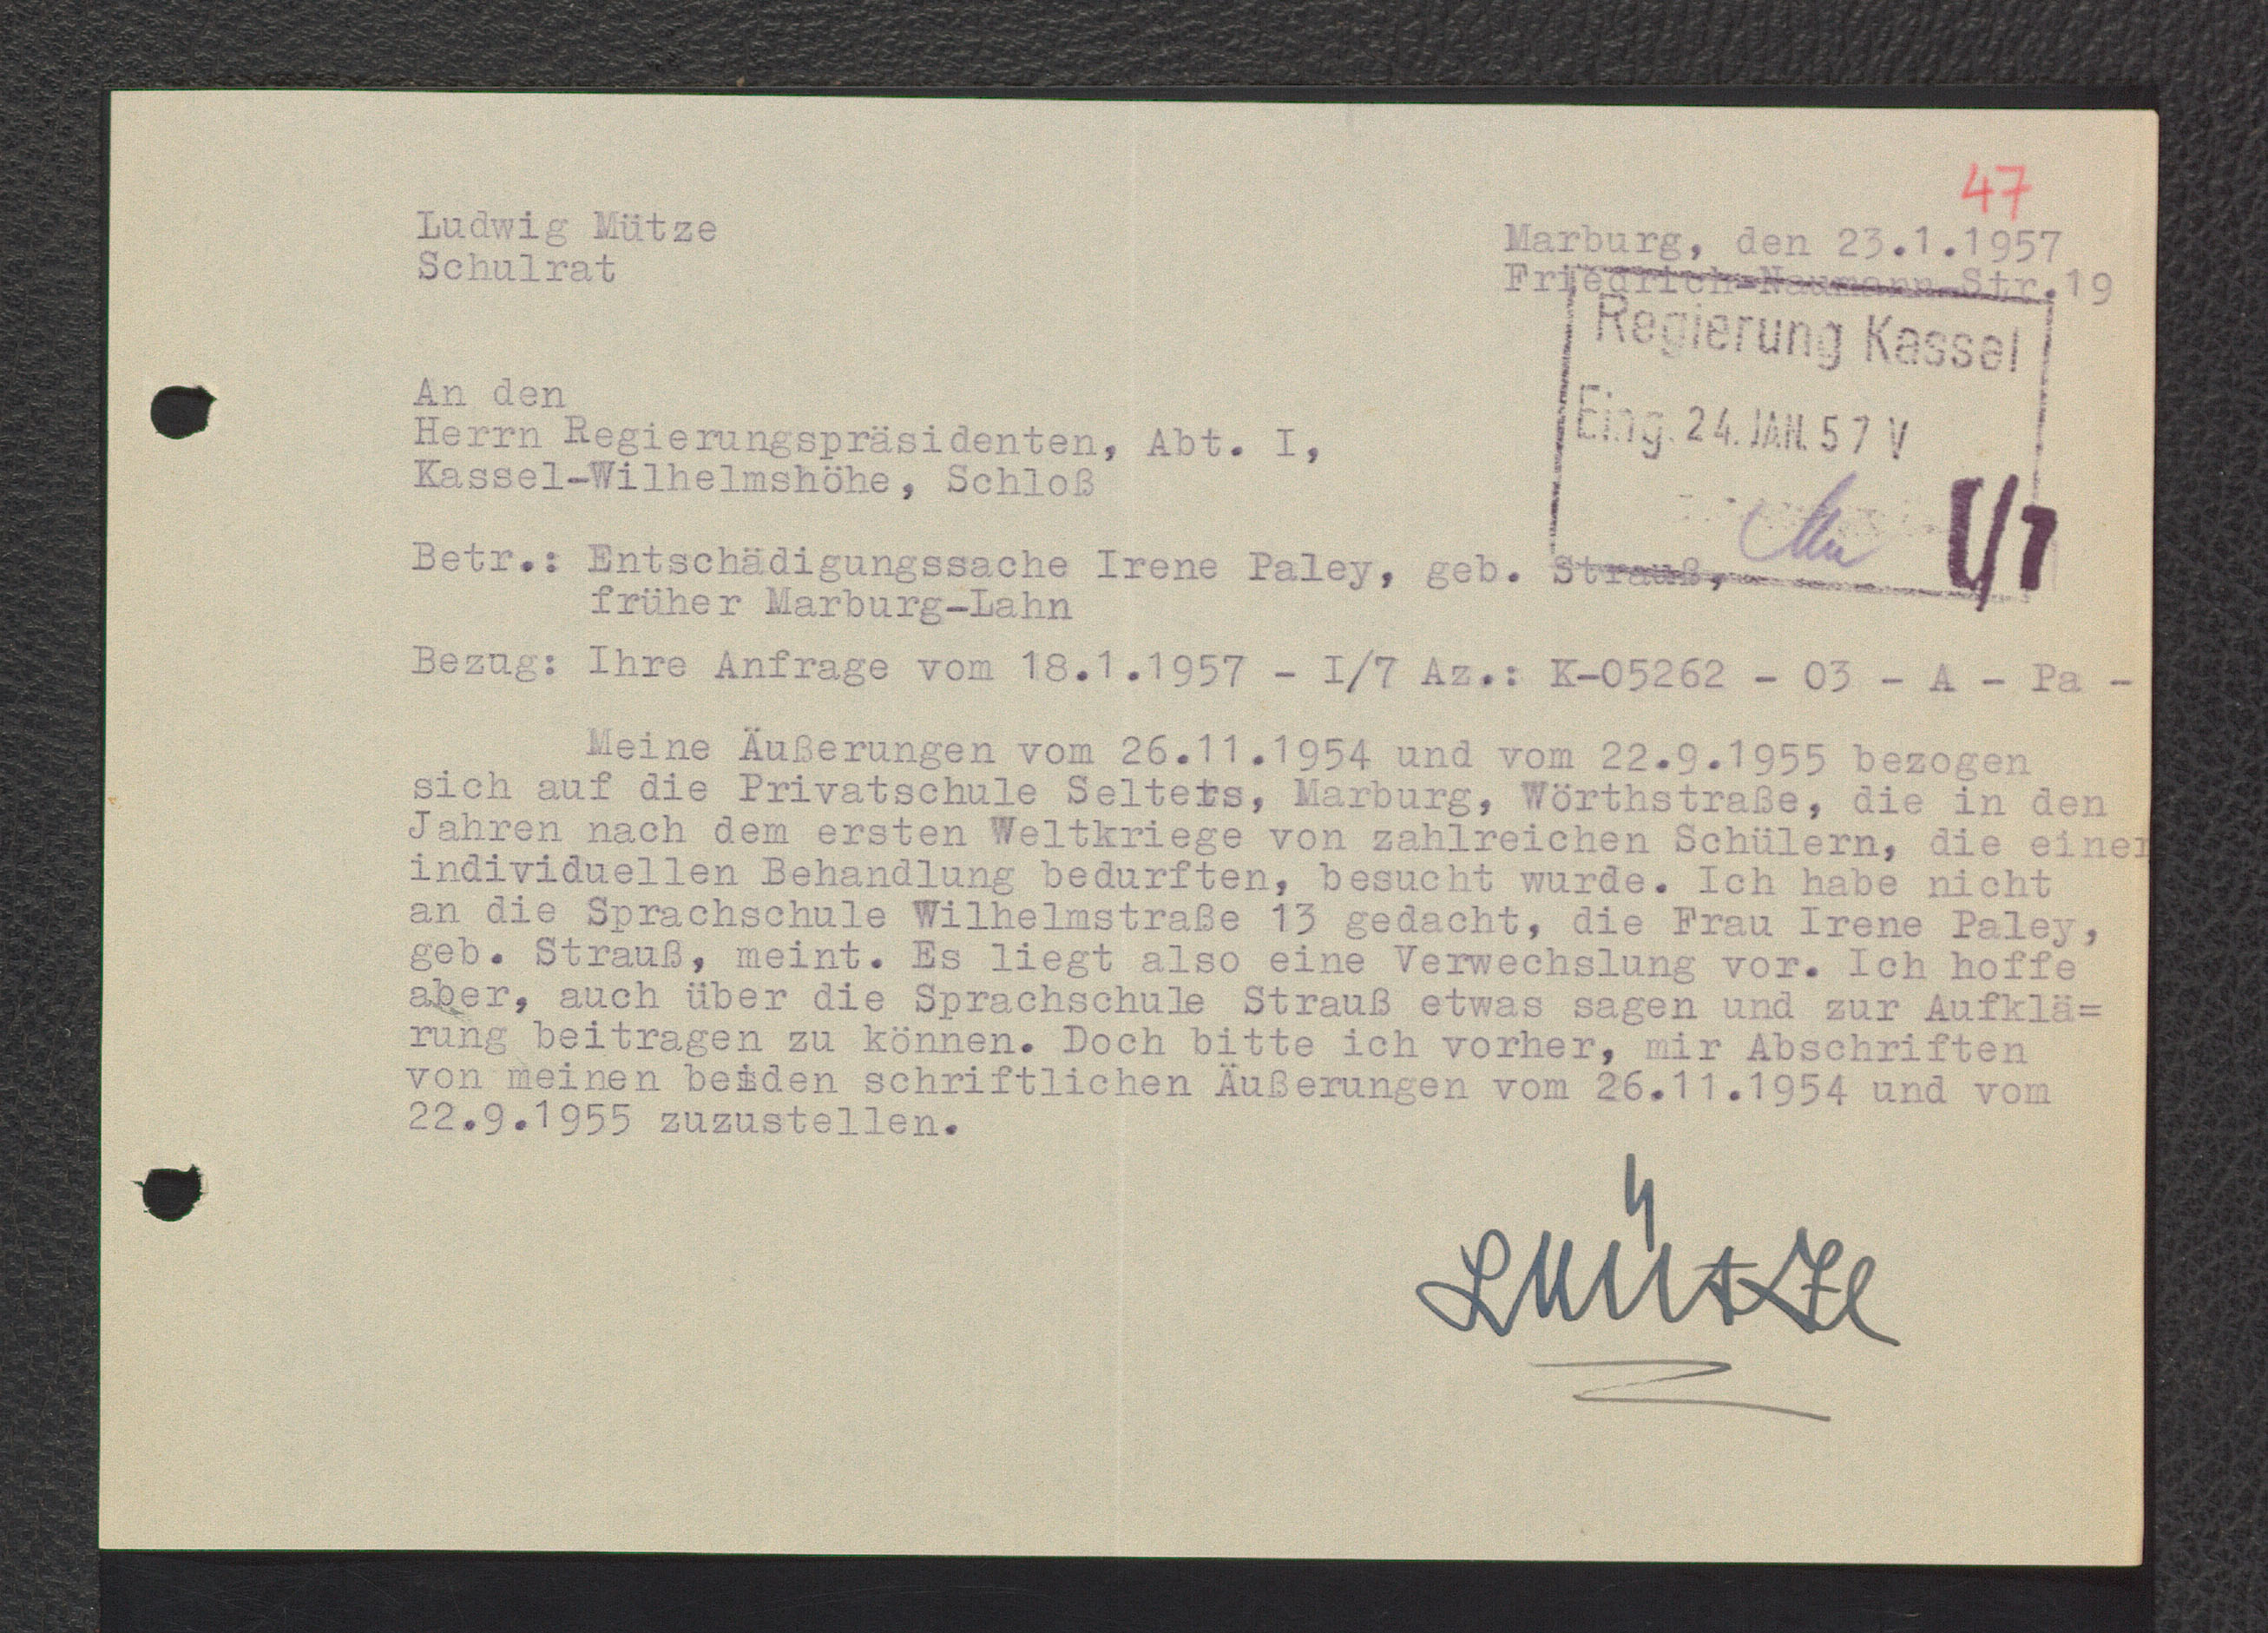 47
Ludwig Mütze
Schulrat
Marburg, den 23.1.1957
Friedrich-Naumann-Str.19
Regierung Kassel
Eing. 24. JAN. 57 V
I/7
An den
Herrn Regierungspräsidenten, Abt. I,
Kassel-Wilhelmshöhe, Schloß
Betr.: Entschädigungssache Irene Paley, geb. Strauß,
früher Marburg-Lahn
Bezug: Ihre Anfrage vom 18.1.1957 - I/7 Az.: K-05262 - 03 - A - Pa -
Meine Äußerungen vom 26.11.1954 und vom 22.9.1955 bezogen
sich auf die Privatschule Selters, Marburg, Wörthstraße, die in den
Jahren nach dem ersten Weltkriege von zahlreichen Schülern, die einer
individuellen Behandlung bedurften, besucht wurde. Ich habe nicht
an die Sprachschule Wilhelmstraße 13 gedacht, die Frau Irene Paley,
geb. Strauß, meint. Es liegt also eine Verwechslung vor. Ich hoffe
aber, auch über die Sprachschule Strauß etwas sagen und zur Aufklä=
rung beitragen zu können. Doch bitte ich vorher, mir Abschriften
von meinen beiden schriftlichen Äußerungen vom 26.11.1954 und vom
22.9.1955 zuzustellen.
LMütze